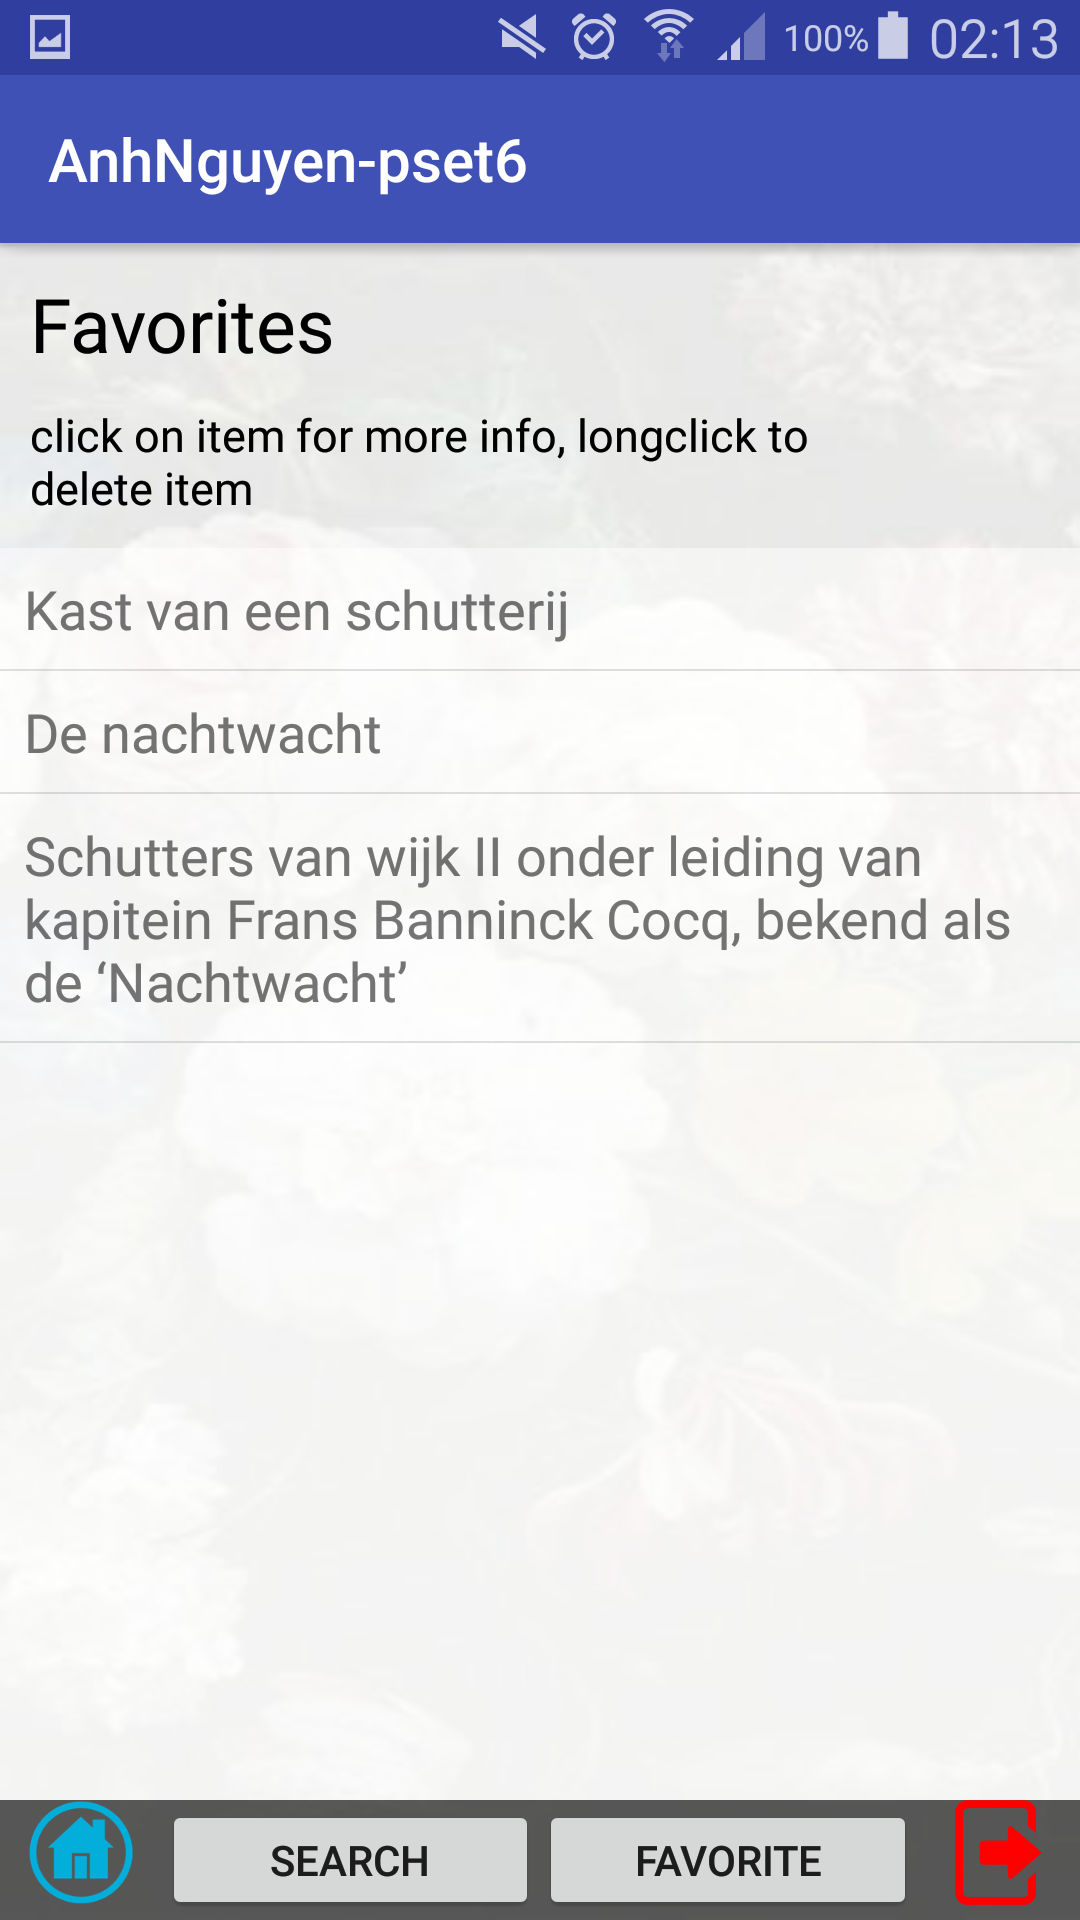 100% 02:13
AnhNguyen-pset6
Favorites
click on item for more info, longclick to
delete item
Kast van een schutterij
De nachtwacht
Schutters van wijk II onder leiding van
kapitein Frans Banninck Cocq, bekend als
de ‘Nachtwacht’
SEARCH FAVORITE